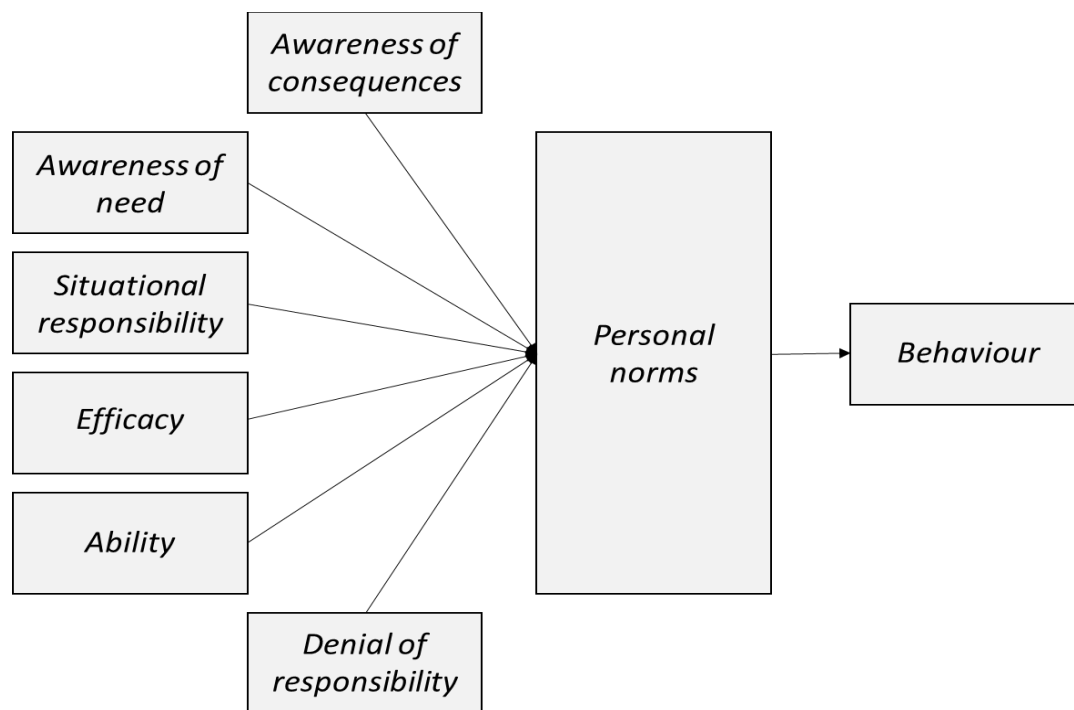 Awareness of
consequences
Awareness of
need
Situational
responsibility
Efficacy
Ability
Denial of
responsibility
Personal
norms
Behaviour